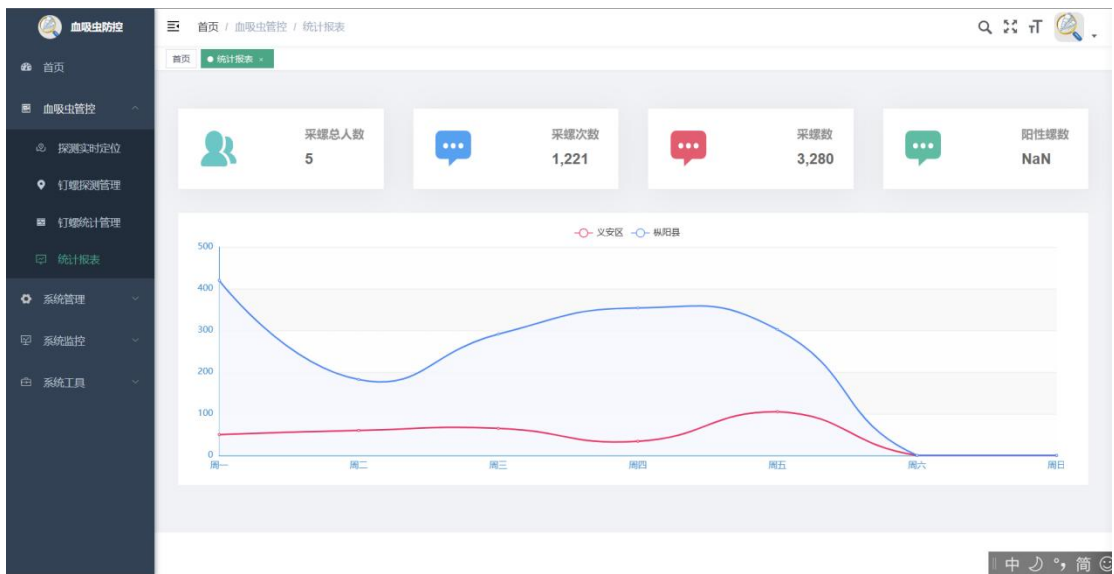 血吸虫防控
首页 / 血吸虫管控 / 统计报表
首页
统计报表 ×
首页
血吸虫管控
探测实时定位
钉螺探测管理
钉螺统计管理
统计报表
系统管理
系统监控
系统工具
采螺总人数
5
采螺次数
1,221
采螺数
3,280
阳性螺数
NaN
义安区 枞阳县
500
400
300
200
100
0
周一 周二 周三 周四 周五 周六 周日
中 简